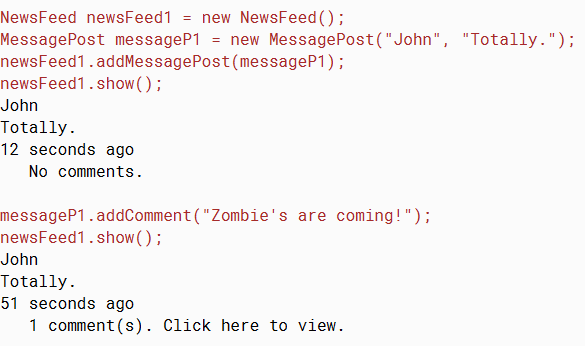 NewsFeed newsFeed1 = new NewsFeed();
MessagePost messageP1 = new MessagePost("John", "Totally.");
newsFeed1.addMessagePost(messageP1);
newsFeed1.show();
John
Totally.
12 seconds ago
   No comments.

messageP1.addComment("Zombie's are coming!");
newsFeed1.show();
John
Totally.
51 seconds ago
   1 comment(s). Click here to view.